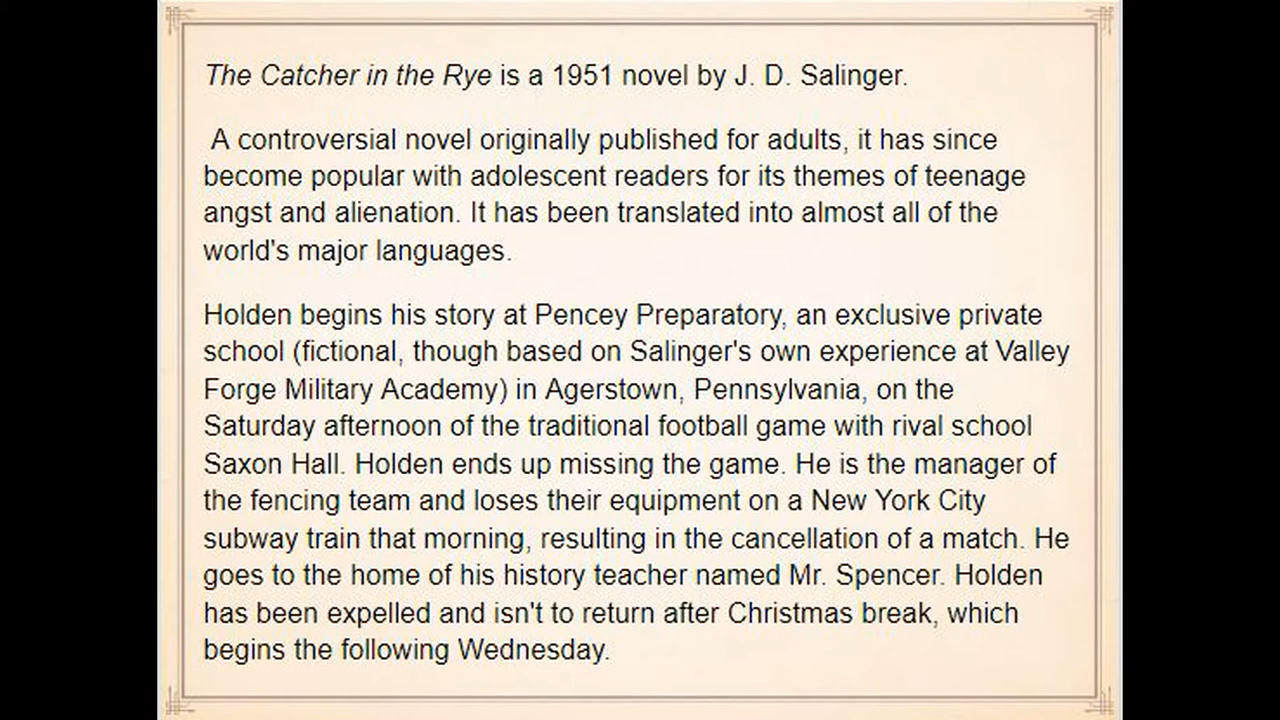 The Catcher in the Rye is a 1951 novel by J. D. Salinger.
A controversial novel originally published for adults, it has since
become popular with adolescent readers for its themes of teenage
angst and alienation. It has been translated into almost all of the
world's major languages.
Holden begins his story at Pencey Preparatory, an exclusive private
school (fictional, though based on Salinger's own experience at Valley
Forge Military Academy) in Agerstown, Pennsylvania, on the
Saturday afternoon of the traditional football game with rival school
Saxon Hall. Holden ends up missing the game. He is the manager of
the fencing team and loses their equipment on a New York City
subway train that morning, resulting in the cancellation of a match. He
goes to the home of his history teacher named Mr. Spencer. Holden
has been expelled and isn't to return after Christmas break, which
begins the following Wednesday.